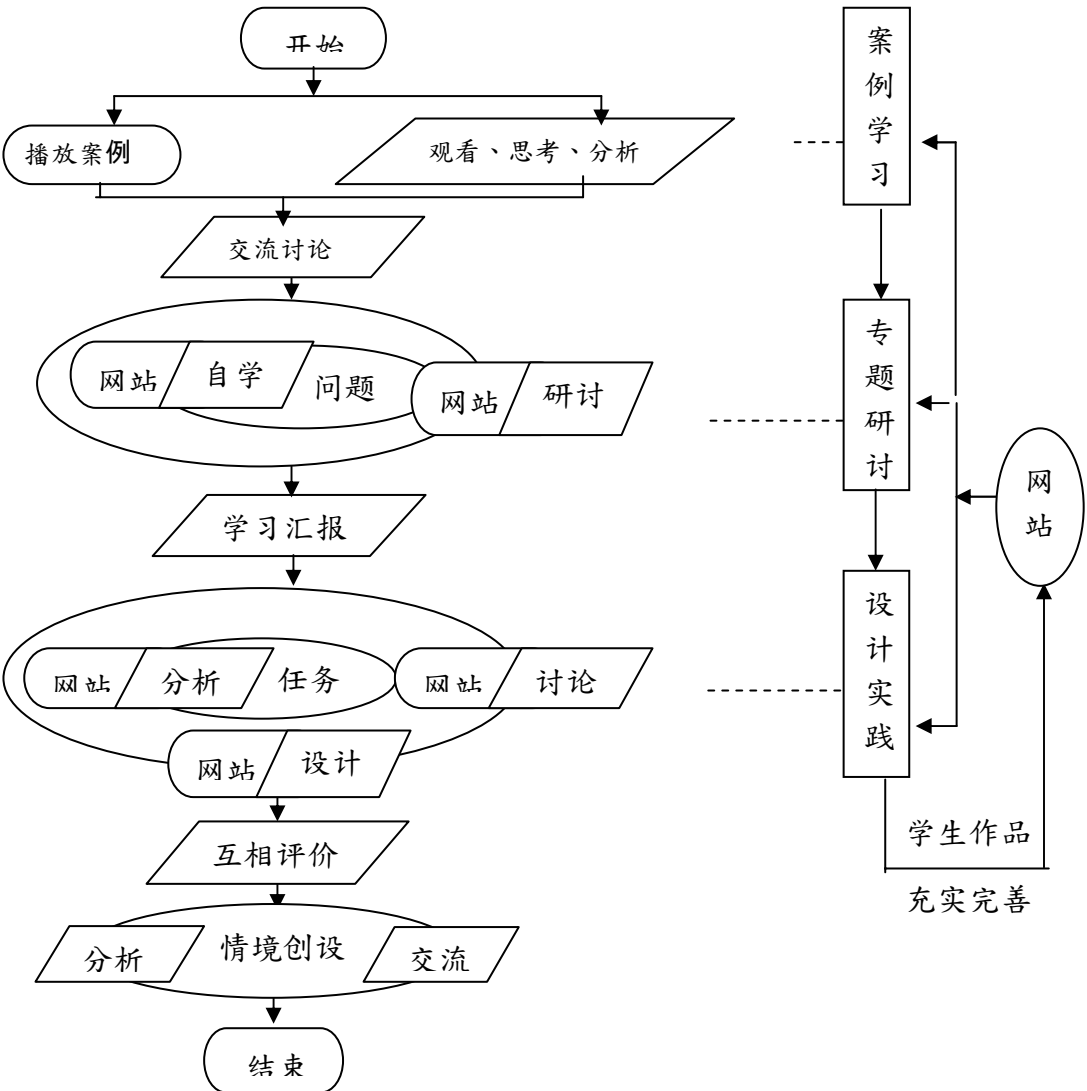 开始
播放案例
观看、思考、分析
交流讨论
网站
自学
问题
网站
研讨
学习汇报
网站
分析
任务
网站
讨论
网站
设计
互相评价
分析
情境创设
交流
结束
案例学习
专题研讨
设计实践
网站
学生作品
充实完善